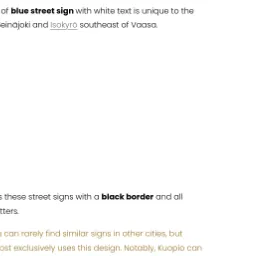 of blue street sign with white text is unique to the
einäjoki and Isokyrö southeast of Vaasa.
these street signs with a black border and all
tters.
can rarely find similar signs in other cities, but
ost exclusively uses this design. Notably, Kuopio can